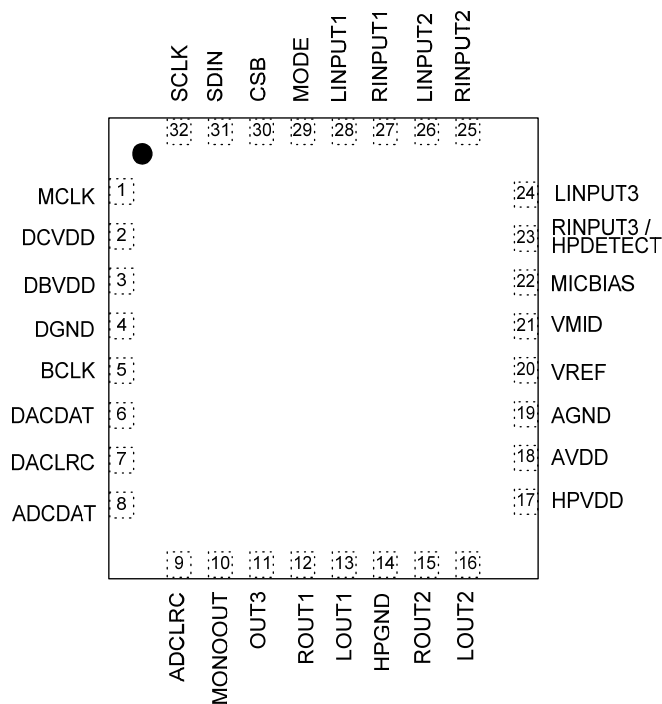 SCLK
SDIN
CSB
MODE
LINPUT1
RINPUT1
LINPUT2
RINPUT2
32
31
30
29
28
27
26
25
MCLK 1
DCVDD 2
DBVDD 3
DGND 4
BCLK 5
DACDAT 6
DACLRC 7
ADCDAT 8
24 LINPUT3
23 RINPUT3 /
HPDETECT
22 MICBIAS
21 VMID
20 VREF
19 AGND
18 AVDD
17 HPVDD
9
10
11
12
13
14
15
16
ADCLRC
MONOOUT
OUT3
ROUT1
LOUT1
HPGND
ROUT2
LOUT2